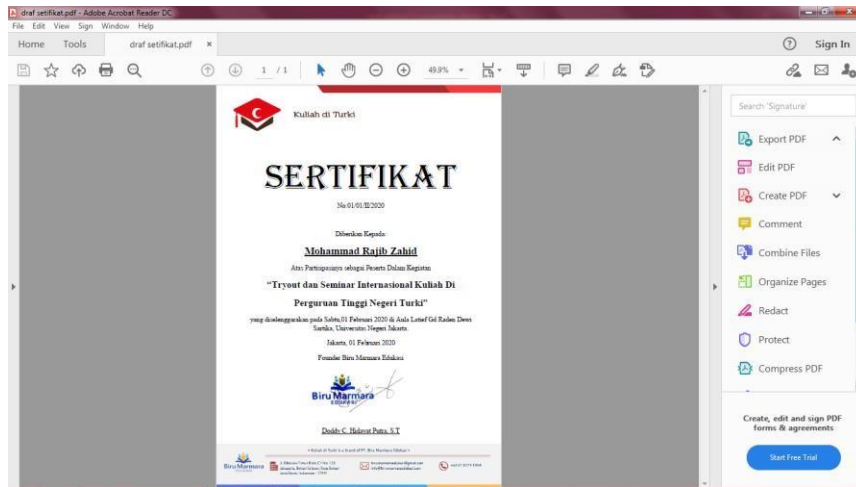 draf setifikat.pdf - Adobe Acrobat Reader DC
File Edit View Sign Window Help
Home Tools draf setifikat.pdf × Sign In
1 / 1 49.9%
Search 'Signature'
Export PDF
Edit PDF
Create PDF
Comment
Combine Files
Organize Pages
Redact
Protect
Compress PDF
Create, edit and sign PDF
forms & agreements
Start Free Trial
Kuliah di Turki
SERTIFIKAT
No:01/01/II/2020
Diberikan Kepada:
Mohammad Rajib Zahid
Atas Partisipasinya sebagai Peserta Dalam Kegiatan
“Tryout dan Seminar Internasional Kuliah Di
Perguruan Tinggi Negeri Turki”
yang diselenggarakan pada Sabtu,01 Februari 2020 di Aula Latief Gd Raden Dewi
Sartika, Universitas Negeri Jakarta.
Jakarta, 01 Februari 2020
Founder Biru Marmara Edukasi
Biru Marmara
EDUKASI
Doddy C. Hidayat Putra, S.T
Biru Marmara